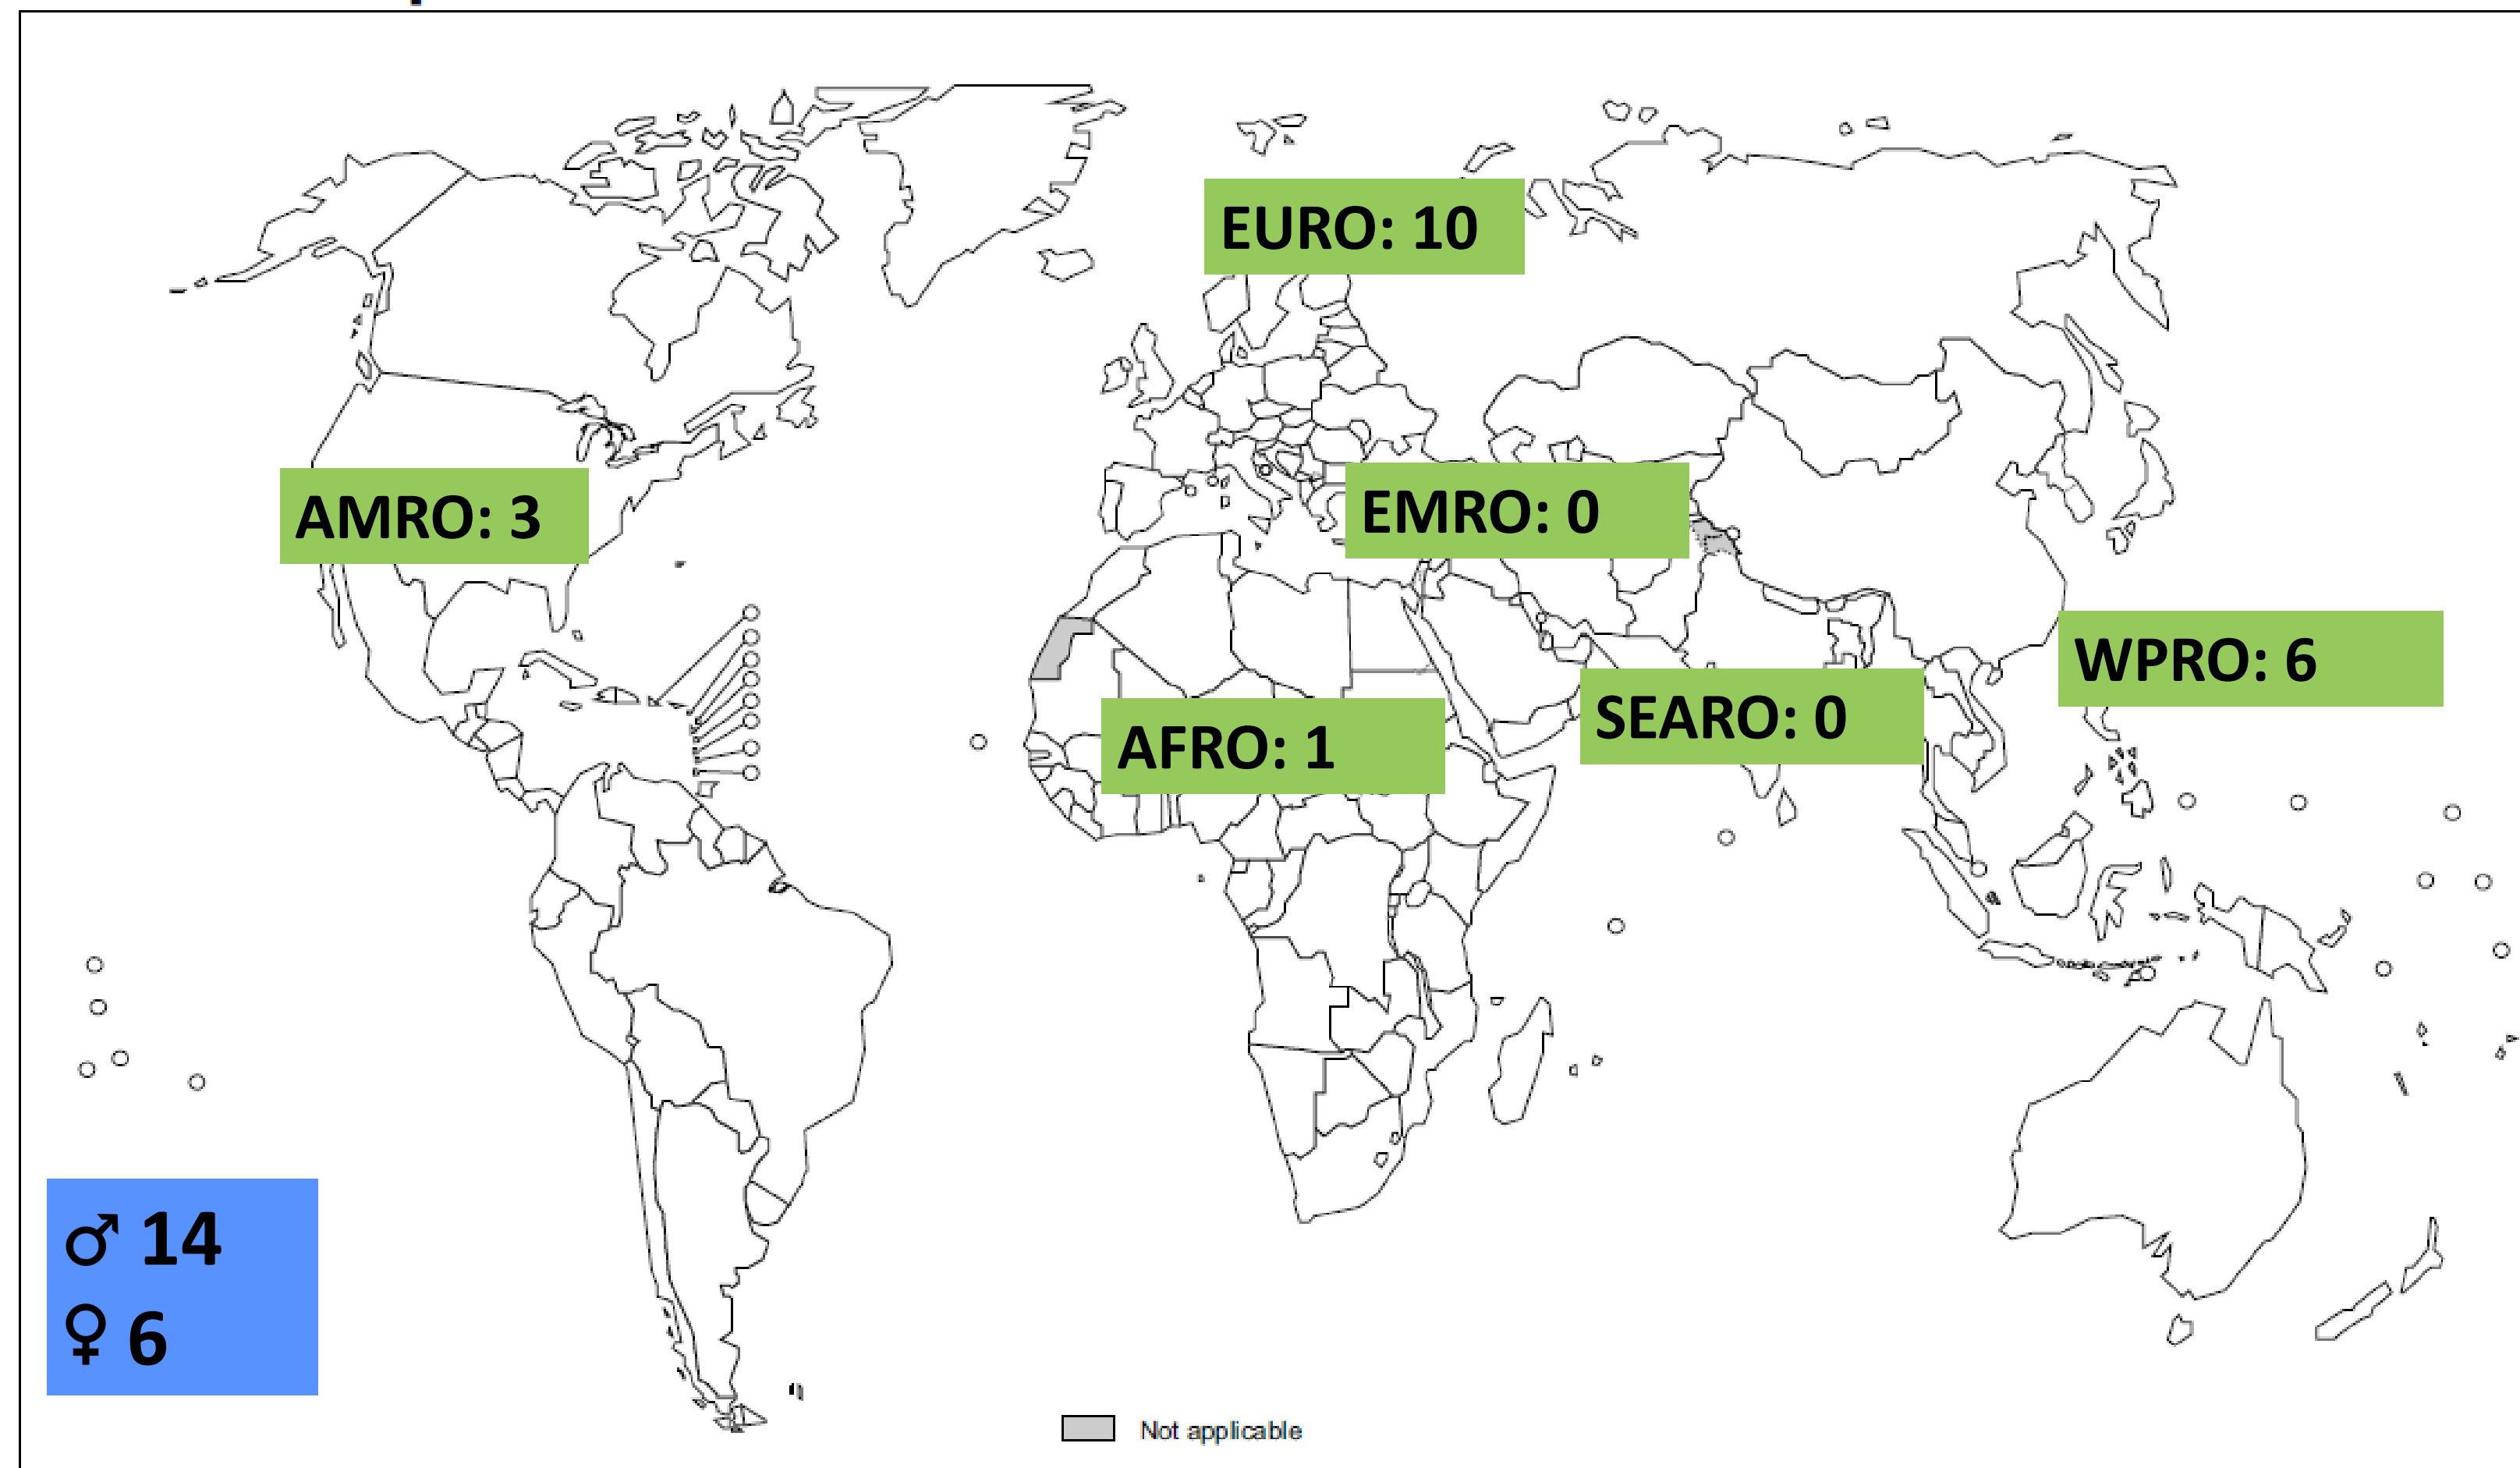 EURO: 10
AMRO: 3
EMRO: 0
WPRO: 6
SEARO: 0
AFRO: 1
♂ 14
♀ 6
Not applicable